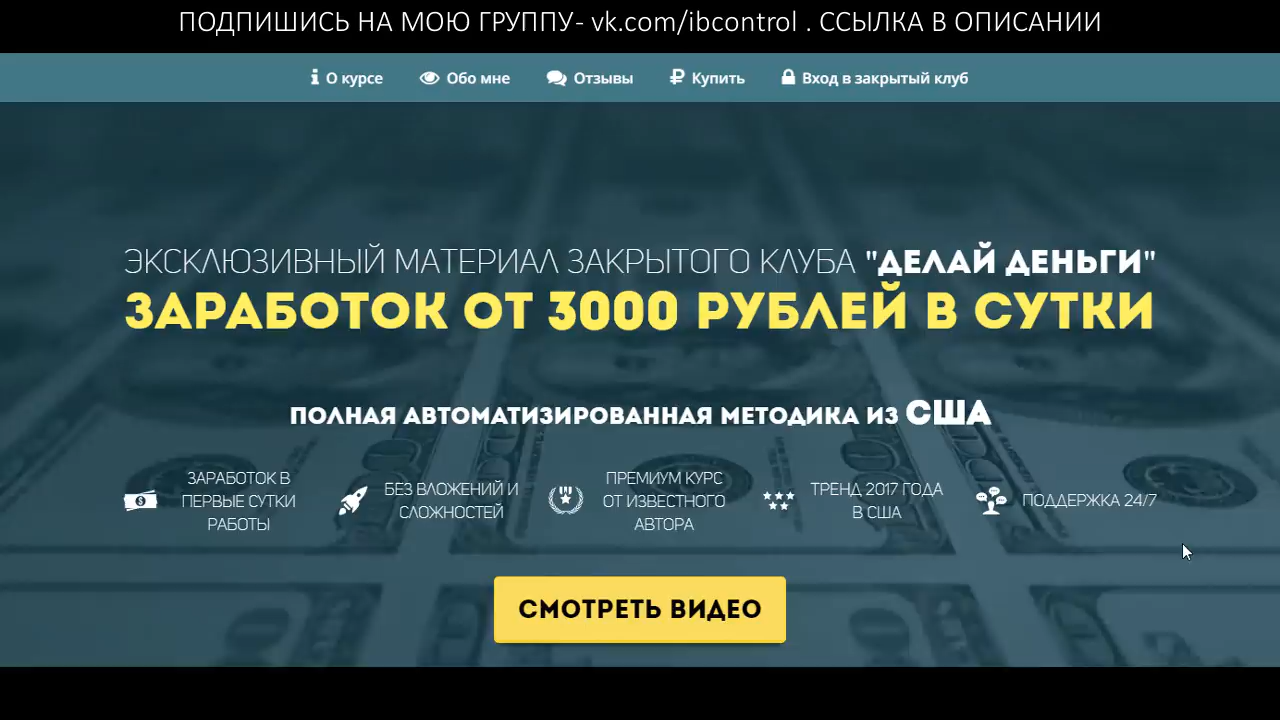 ПОДПИШИСЬ НА МОЮ ГРУППУ- vk.com/ibcontrol . ССЫЛКА В ОПИСАНИИ
О курсе Обо мне Отзывы Купить Вход в закрытый клуб
ЭКСКЛЮЗИВНЫЙ МАТЕРИАЛ ЗАКРЫТОГО КЛУБА "ДЕЛАЙ ДЕНЬГИ"
ЗАРАБОТОК ОТ 3000 РУБЛЕЙ В СУТКИ
ПОЛНАЯ АВТОМАТИЗИРОВАННАЯ МЕТОДИКА ИЗ США
ЗАРАБОТОК В
ПЕРВЫЕ СУТКИ
РАБОТЫ
БЕЗ ВЛОЖЕНИЙ И
СЛОЖНОСТЕЙ
ПРЕМИУМ КУРС
ОТ ИЗВЕСТНОГО
АВТОРА
ТРЕНД 2017 ГОДА
В США
ПОДДЕРЖКА 24/7
СМОТРЕТЬ ВИДЕО